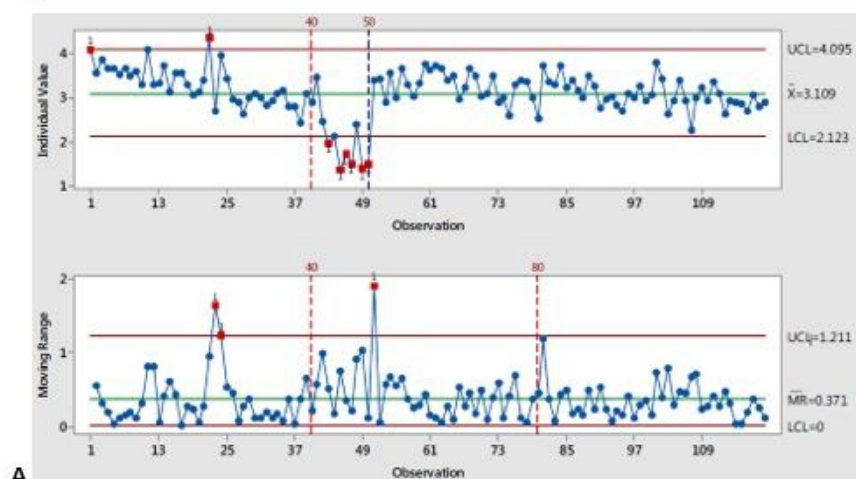 40 50
4
3
2
1
Individual Value
UCL=4.095
X=3.109
LCL=2.123
1 13 25 37 49 61 73 85 97 109
Observation
40 80
2
1
0
Moving Range
UCL=1.211
MR=0.371
LCL=0
1 13 25 37 49 61 73 85 97 109
Observation
A